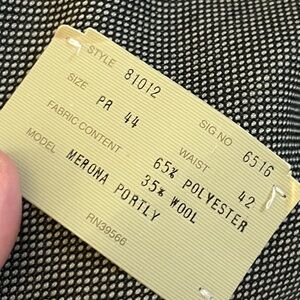 STYLE 81012 SIG NO 6516
SIZE PR 44 WAIST 42
FABRIC CONTENT 65% POLYESTER
35% WOOL
MODEL MEROMA PORTLY
RN39566